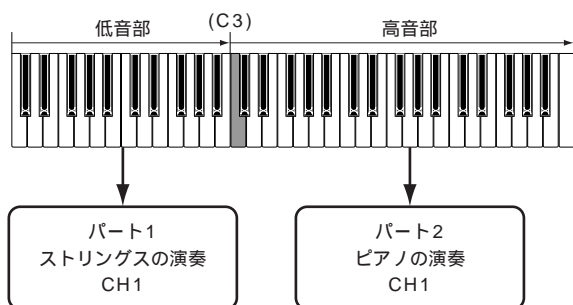 低音部
(C3)
高音部
パート1
ストリングスの演奏
CH1
パート2
ピアノの演奏
CH1